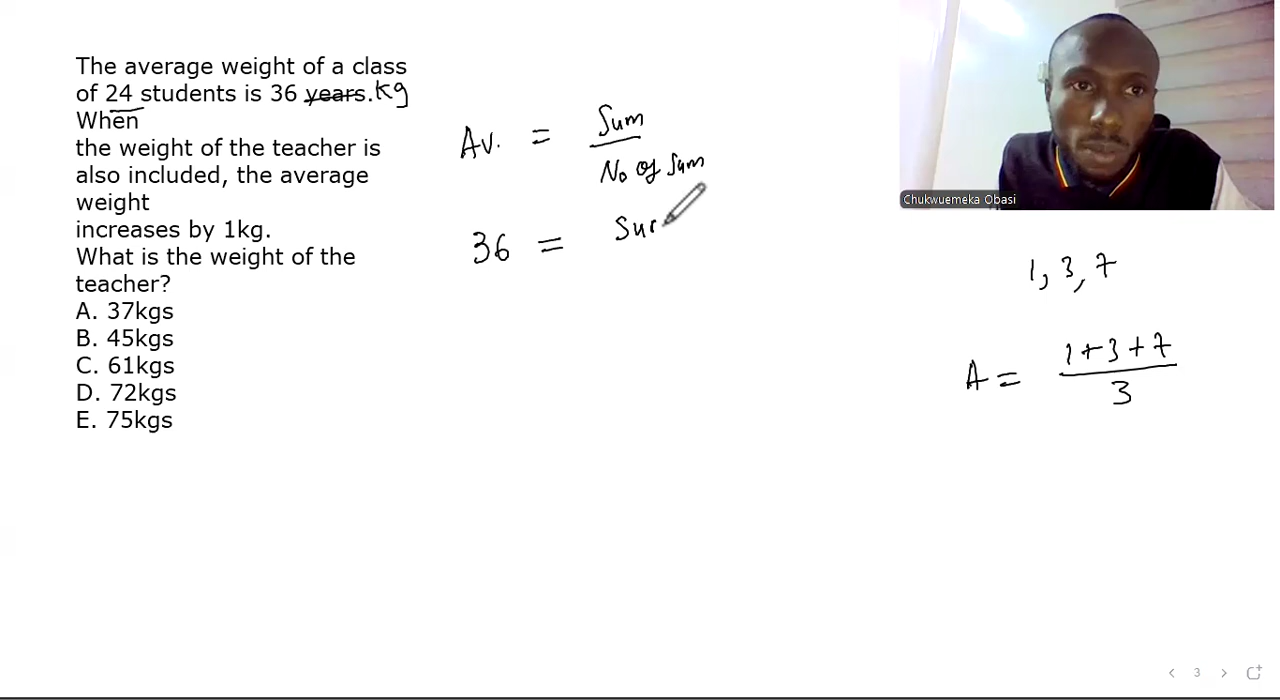 The average weight of a class
of 24 students is 36 years.kg
When
the weight of the teacher is
also included, the average
weight
increases by 1kg.
What is the weight of the
teacher?
A. 37kgs
B. 45kgs
C. 61kgs
D. 72kgs
E. 75kgs
Av. = Sum
No of Sum
36 = Sur
Chukwuemeka Obasi
1, 3, 7
A = 1+3+7
3
3